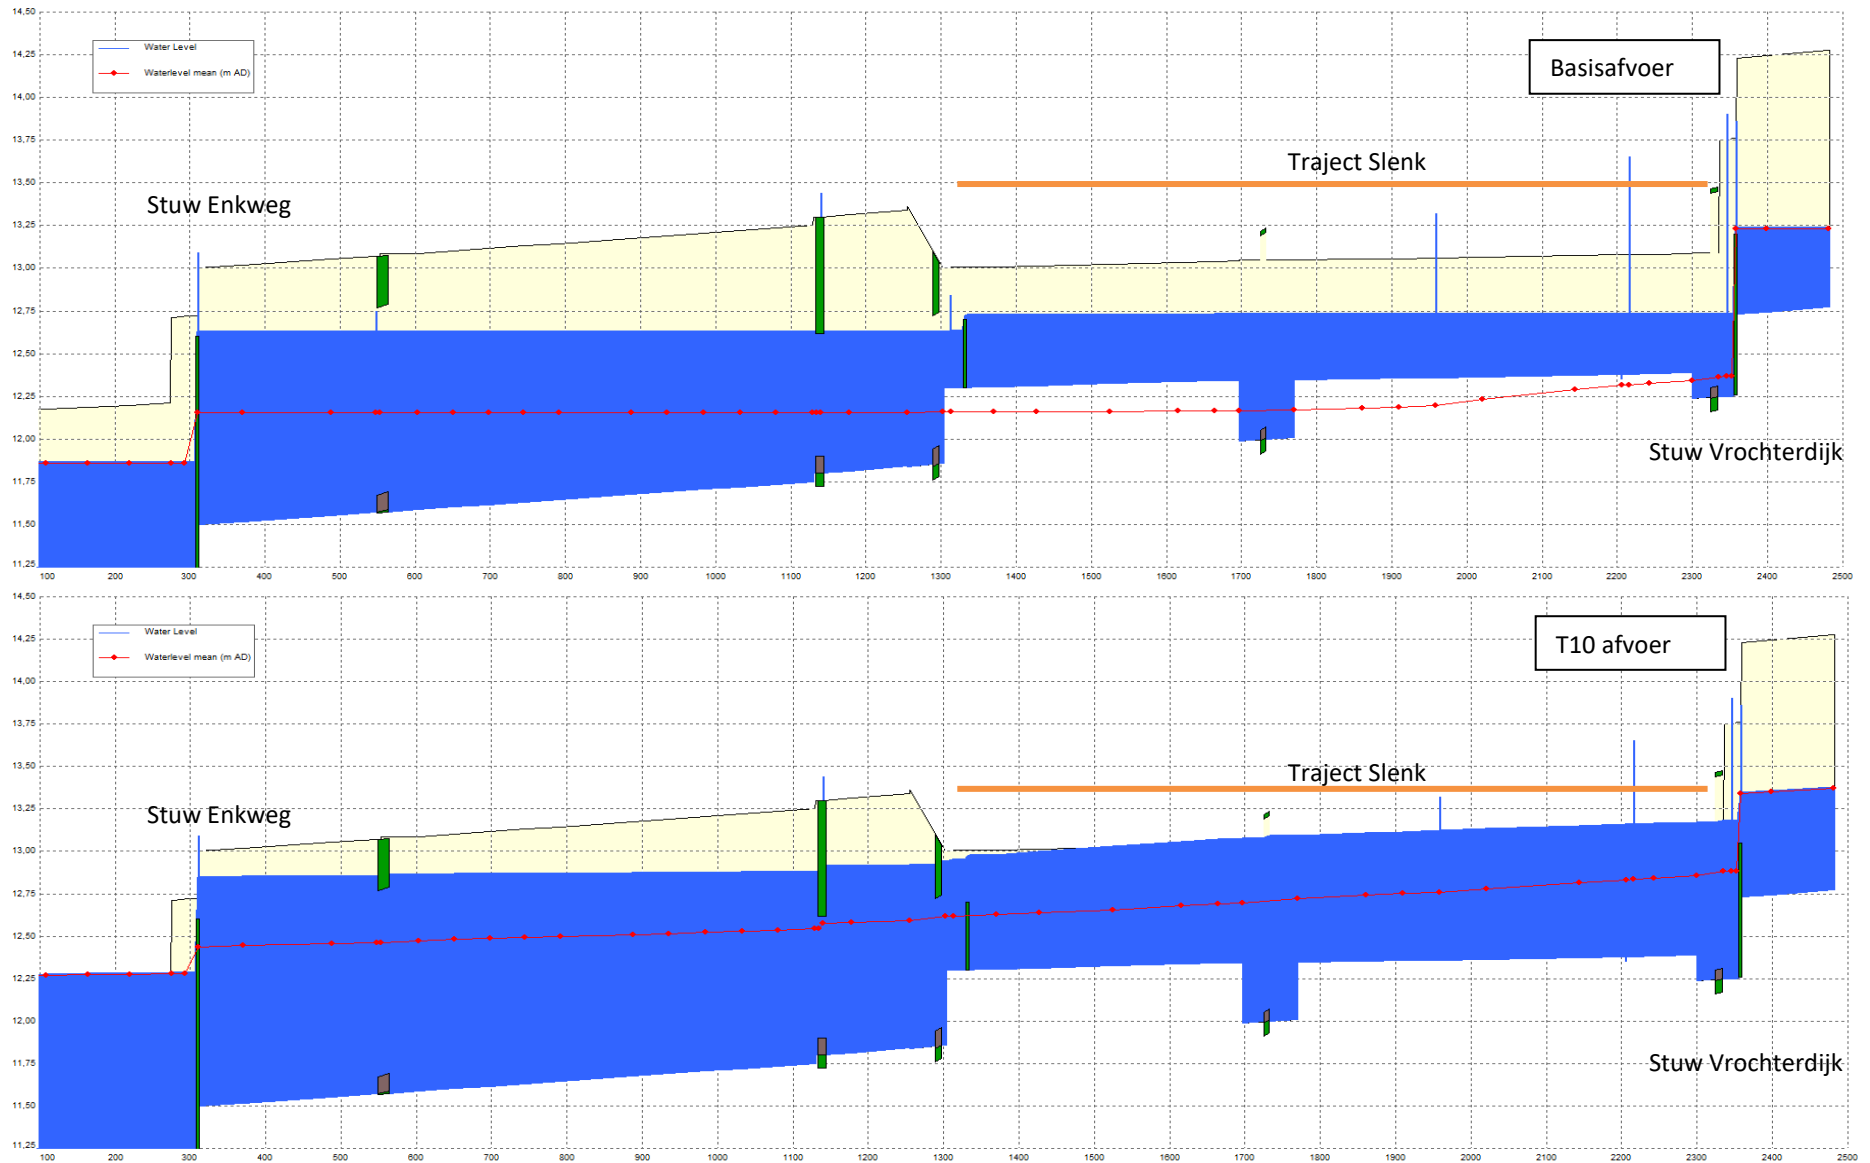 14,50
14,25
14,00
13,75
13,50
13,25
13,00
12,75
12,50
12,25
12,00
11,75
11,50
11,25
Water Level
Waterlevel mean (m AD)
Basisafvoer
Traject Slenk
Stuw Enkweg
Stuw Vrochterdijk
100 200 300 400 500 600 700 800 900 1000 1100 1200 1300 1400 1500 1600 1700 1800 1900 2000 2100 2200 2300 2400 2500
14,50
14,25
14,00
13,75
13,50
13,25
13,00
12,75
12,50
12,25
12,00
11,75
11,50
11,25
Water Level
Waterlevel mean (m AD)
T10 afvoer
Traject Slenk
Stuw Enkweg
Stuw Vrochterdijk
100 200 300 400 500 600 700 800 900 1000 1100 1200 1300 1400 1500 1600 1700 1800 1900 2000 2100 2200 2300 2400 2500